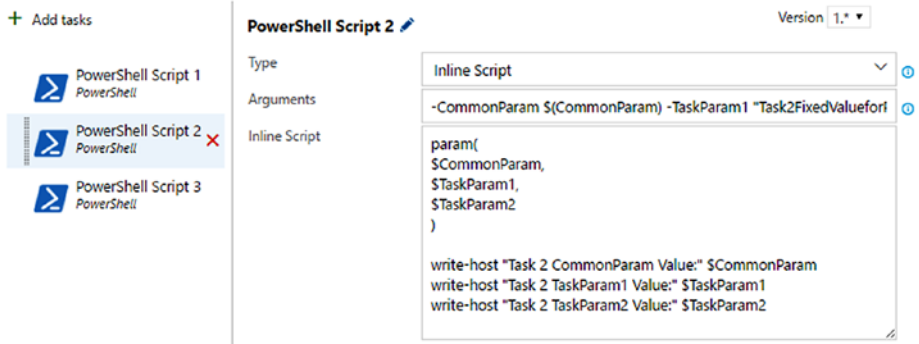 + Add tasks
PowerShell Script 1
PowerShell
PowerShell Script 2
PowerShell
PowerShell Script 3
PowerShell
PowerShell Script 2
Version 1.*
Type
Inline Script
Arguments
-CommonParam $(CommonParam) -TaskParam1 "Task2FixedValuefor
Inline Script
param(
$CommonParam,
$TaskParam1,
$TaskParam2
)
write-host "Task 2 CommonParam Value:" $CommonParam
write-host "Task 2 TaskParam1 Value:" $TaskParam1
write-host "Task 2 TaskParam2 Value:" $TaskParam2